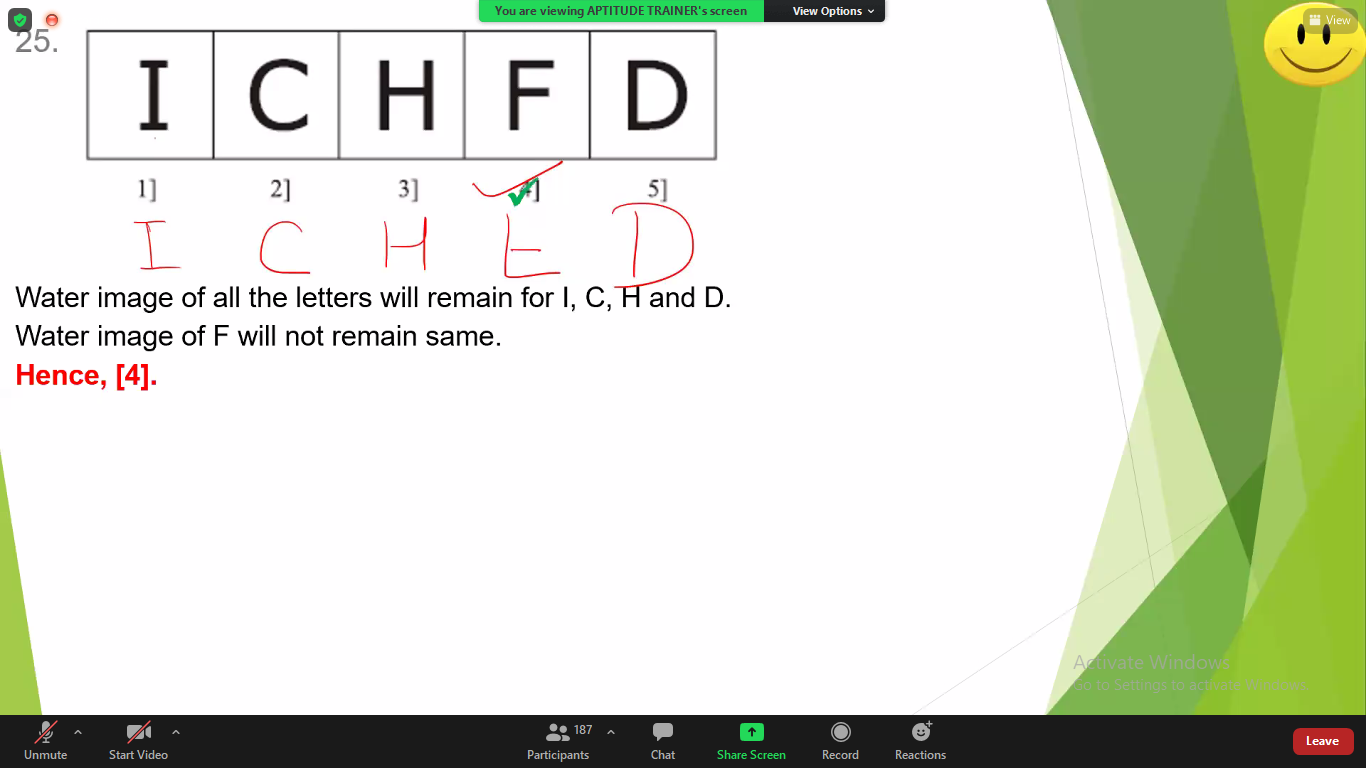 You are viewing APTITUDE TRAINER's screen View Options
View
25.
I C H F D
1] 2] 3] 4] 5]
I C H E D
Water image of all the letters will remain for I, C, H and D.
Water image of F will not remain same.
Hence, [4].
Activate Windows
Go to Settings to activate Windows.
Unmute Start Video Participants 187 Chat Share Screen Record Reactions Leave